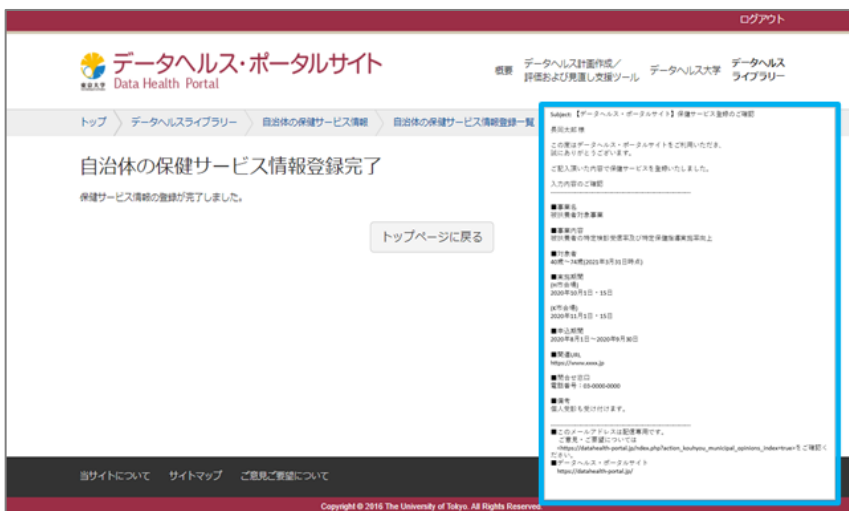 ログアウト
データヘルス・ポータルサイト
東京大学 Data Health Portal
概要
データヘルス計画作成／
評価および見直し支援ツール
データヘルス大学
データヘルス
ライブラリー
トップ
データヘルスライブラリー
自治体の保健サービス情報
自治体の保健サービス情報登録一覧
自治体の保健サービス情報登録完了
保健サービス情報の登録が完了しました。
トップページに戻る
Subject: 【データヘルス・ポータルサイト】保健サービス登録のご確認
様
この度はデータヘルス・ポータルサイトをご利用いただき、
誠にありがとうございます。
ご記入頂いた内容で保健サービスを登録いたしました。
入力内容のご確認
■事業名
被扶養者対象事業
■事業内容
被扶養者の特定検診受信率及び特定保健指導実施率向上
■対象者
40歳～74歳(2021年3月31日時点)
■実施期間
(K市会場)
2020年10月1日・15日
(K市会場)
2020年11月1日・15日
■申込期間
2020年8月1日～2020年9月30日
■関連URL
https://www.xxxx.jp
■問合せ窓口
電話番号：03-0000-0000
■備考
個人受診も受け付けます。
■このメールアドレスは配信専用です。
ご意見・ご要望については
<https://datahealth-portal.jp/index.php?action_kouhyou_municipal_opinions_index=true>をご確認く
ださい。
■データヘルス・ポータルサイト
https://datahealth-portal.jp/
当サイトについて
サイトマップ
ご意見ご要望について
Copyright © 2016 The University of Tokyo. All Rights Reserved.